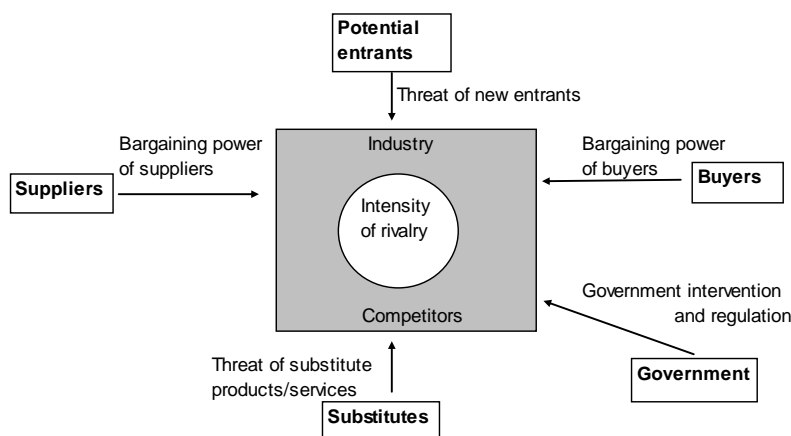 Potential
entrants
Threat of new entrants
Bargaining power
of suppliers
Suppliers
Industry
Intensity
of rivalry
Competitors
Bargaining power
of buyers
Buyers
Government intervention
and regulation
Government
Threat of substitute
products/services
Substitutes